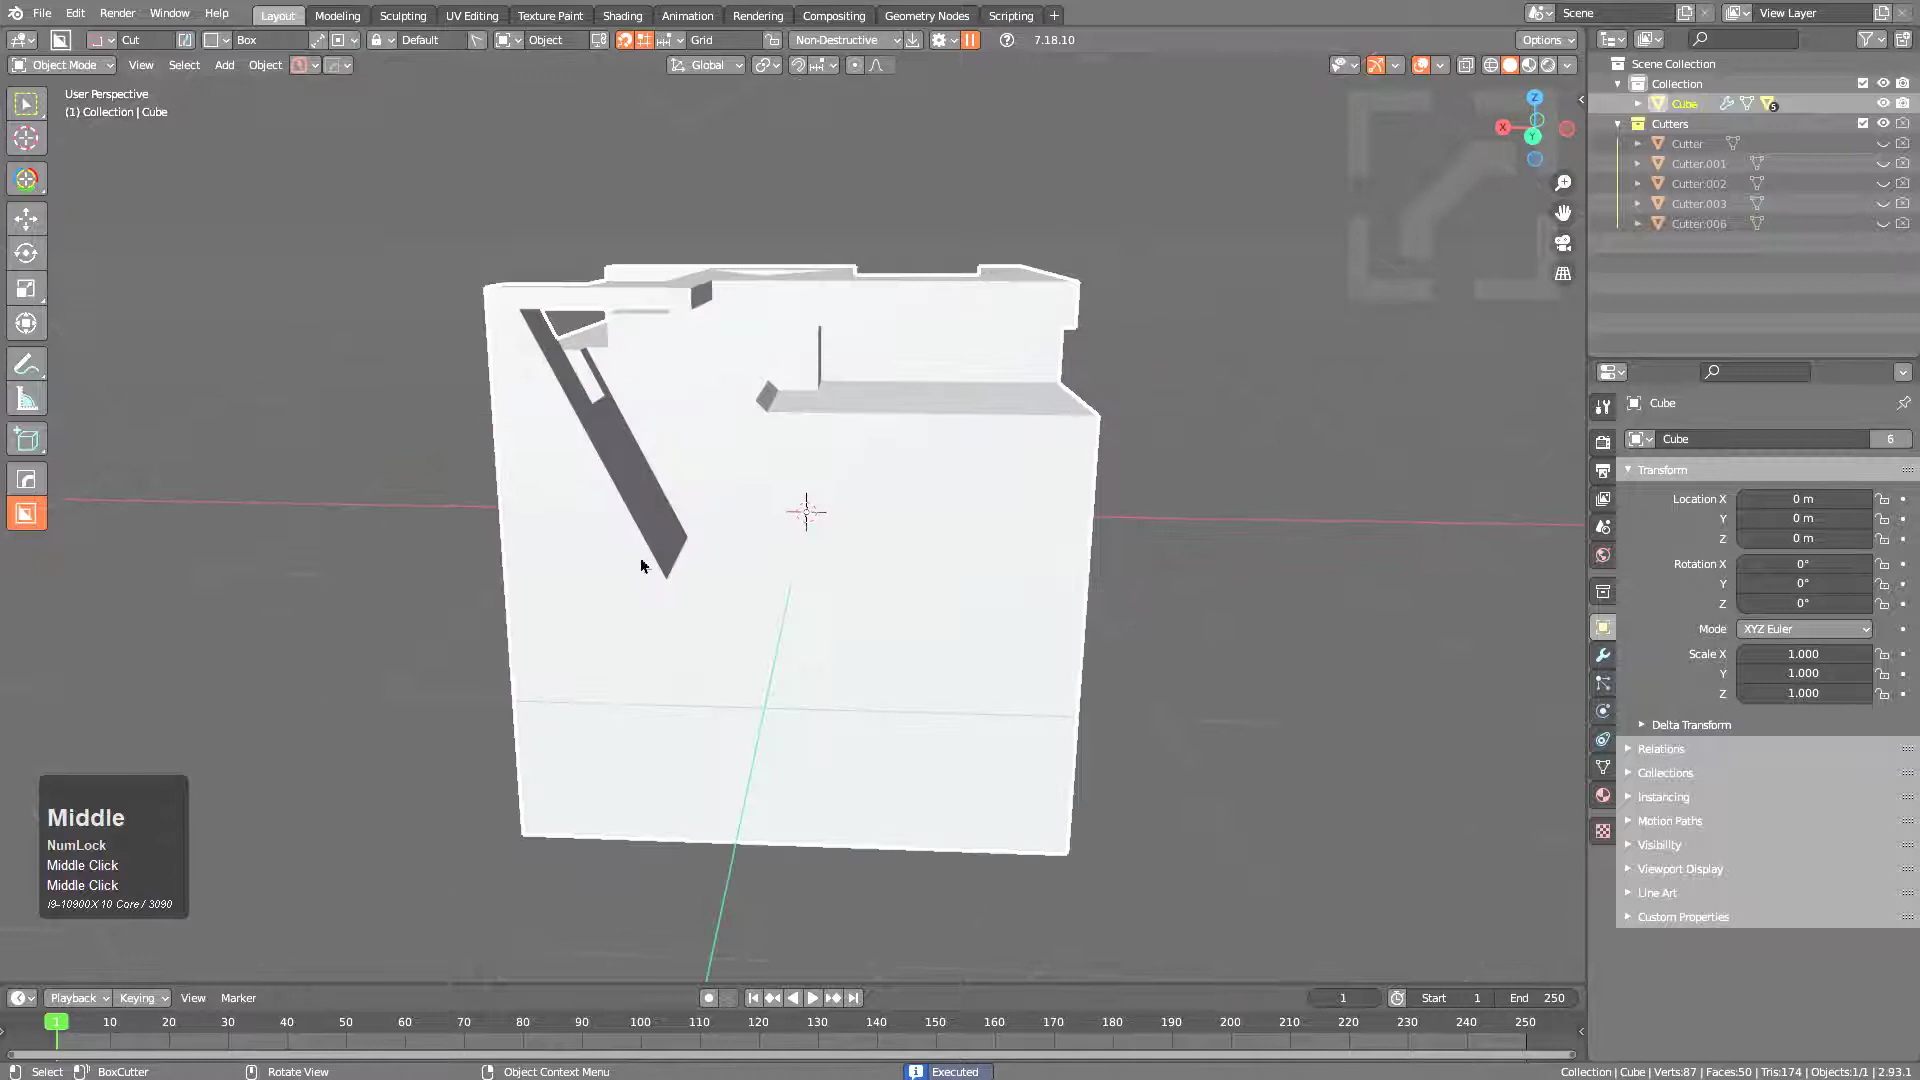 File Edit Render Window Help Layout Modeling Sculpting UV Editing Texture Paint Shading Animation Rendering Compositing Geometry Nodes Scripting + Scene View Layer
Cut Box Default Object Grid Non-Destructive 7.18.10 Options
Object Mode View Select Add Object Global
User Perspective
(1) Collection | Cube
Z
X
Y
Scene Collection
Collection
Cube 5
Cutters
Cutter
Cutter.001
Cutter.002
Cutter.003
Cutter.006
Cube
Cube 6
Transform
Location X 0 m
Y 0 m
Z 0 m
Rotation X 0°
Y 0°
Z 0°
Mode XYZ Euler
Scale X 1.000
Y 1.000
Z 1.000
Delta Transform
Relations
Collections
Instancing
Motion Paths
Visibility
Viewport Display
Line Art
Custom Properties
Middle
NumLock
Middle Click
Middle Click
i9-10900X 10 Core / 3090
Playback Keying View Marker 1 Start 1 End 250
1 10 20 30 40 50 60 70 80 90 100 110 120 130 140 150 160 170 180 190 200 210 220 230 240 250
Select BoxCutter Rotate View Object Context Menu Executed Collection | Cube | Verts:87 | Faces:50 | Tris:174 | Objects:1/1 | 2.93.1